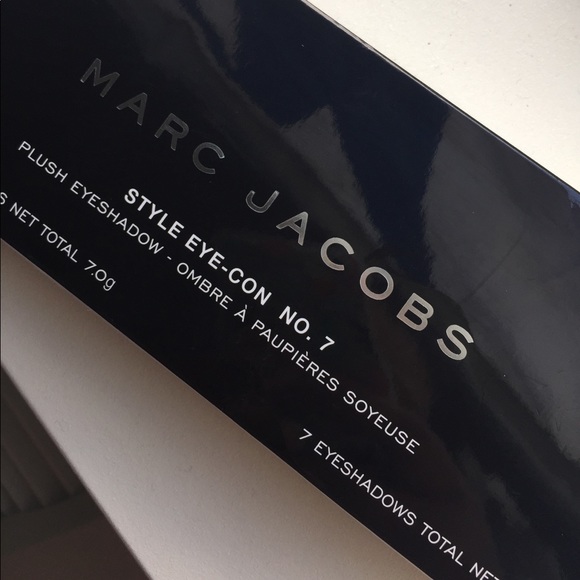 MARC JACOBS
STYLE EYE-CON NO. 7
PLUSH EYESHADOW - OMBRE À PAUPIÈRES SOYEUSE
7 EYESHADOWS TOTAL NET
S NET TOTAL 7.0g